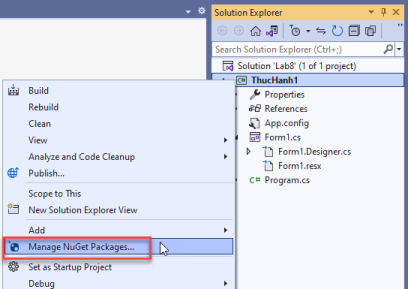 Solution Explorer
Search Solution Explorer (Ctrl+;)
Solution 'Lab8' (1 of 1 project)
C# ThucHanh1
Properties
References
App.config
Form1.cs
Form1.Designer.cs
Form1.resx
C# Program.cs
Build
Rebuild
Clean
View
Analyze and Code Cleanup
Publish...
Scope to This
New Solution Explorer View
Add
Manage NuGet Packages...
Set as Startup Project
Debug